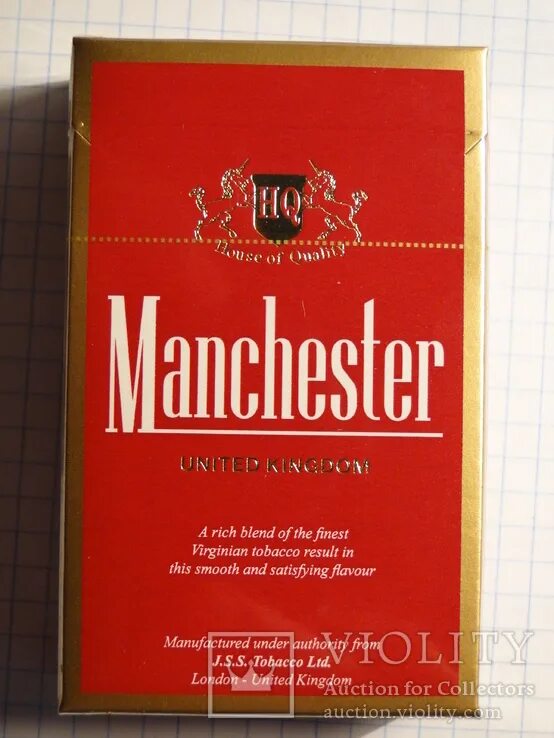 HQ
House of Quality
Manchester
UNITED KINGDOM
A rich blend of the finest
Virginian tobacco result in
this smooth and satisfying flavour
Manufactured under authority from
J.S.S. Tobacco Ltd.
London - United Kingdom
VIOLITY
Auction for Collectors
auction.violity.com